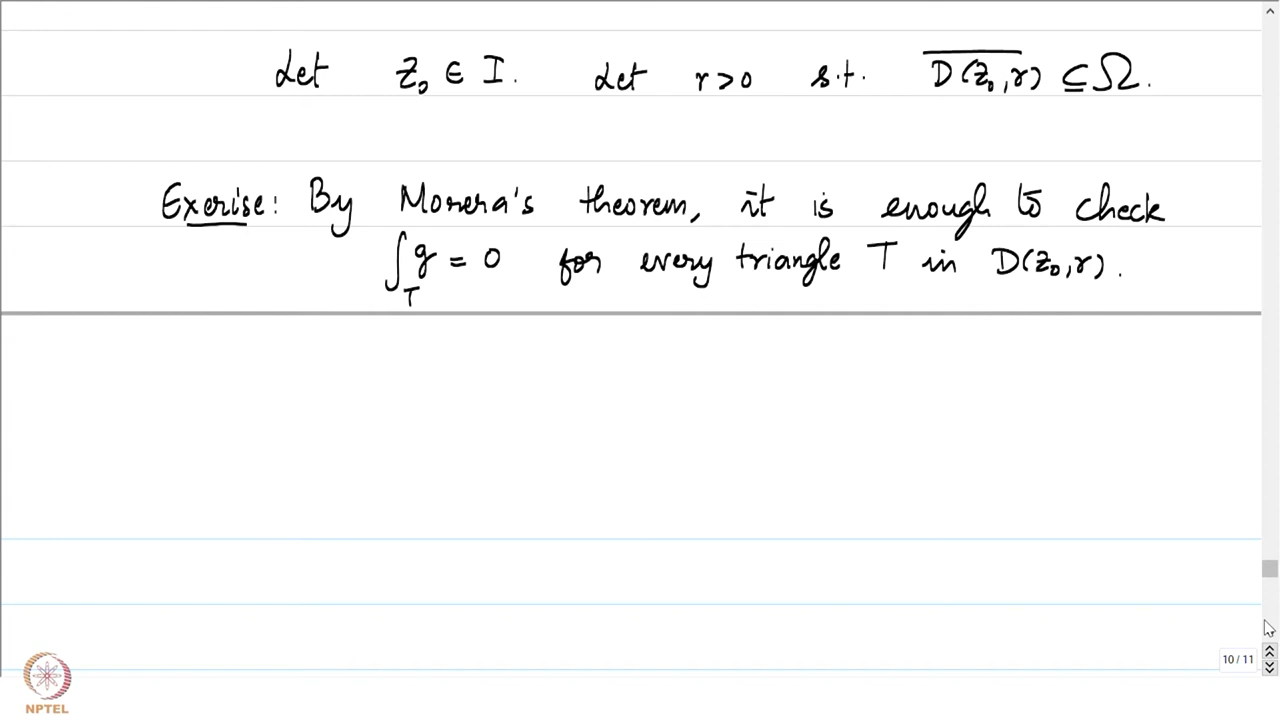 Let z₀ ∈ I. Let r > 0 s.t. \overline{D(z₀, r)} ⊆ Ω.
Exerise: By Morera's theorem, it is enough to check
∫_T g = 0 for every triangle T in D(z₀, r).
10 / 11
NPTEL